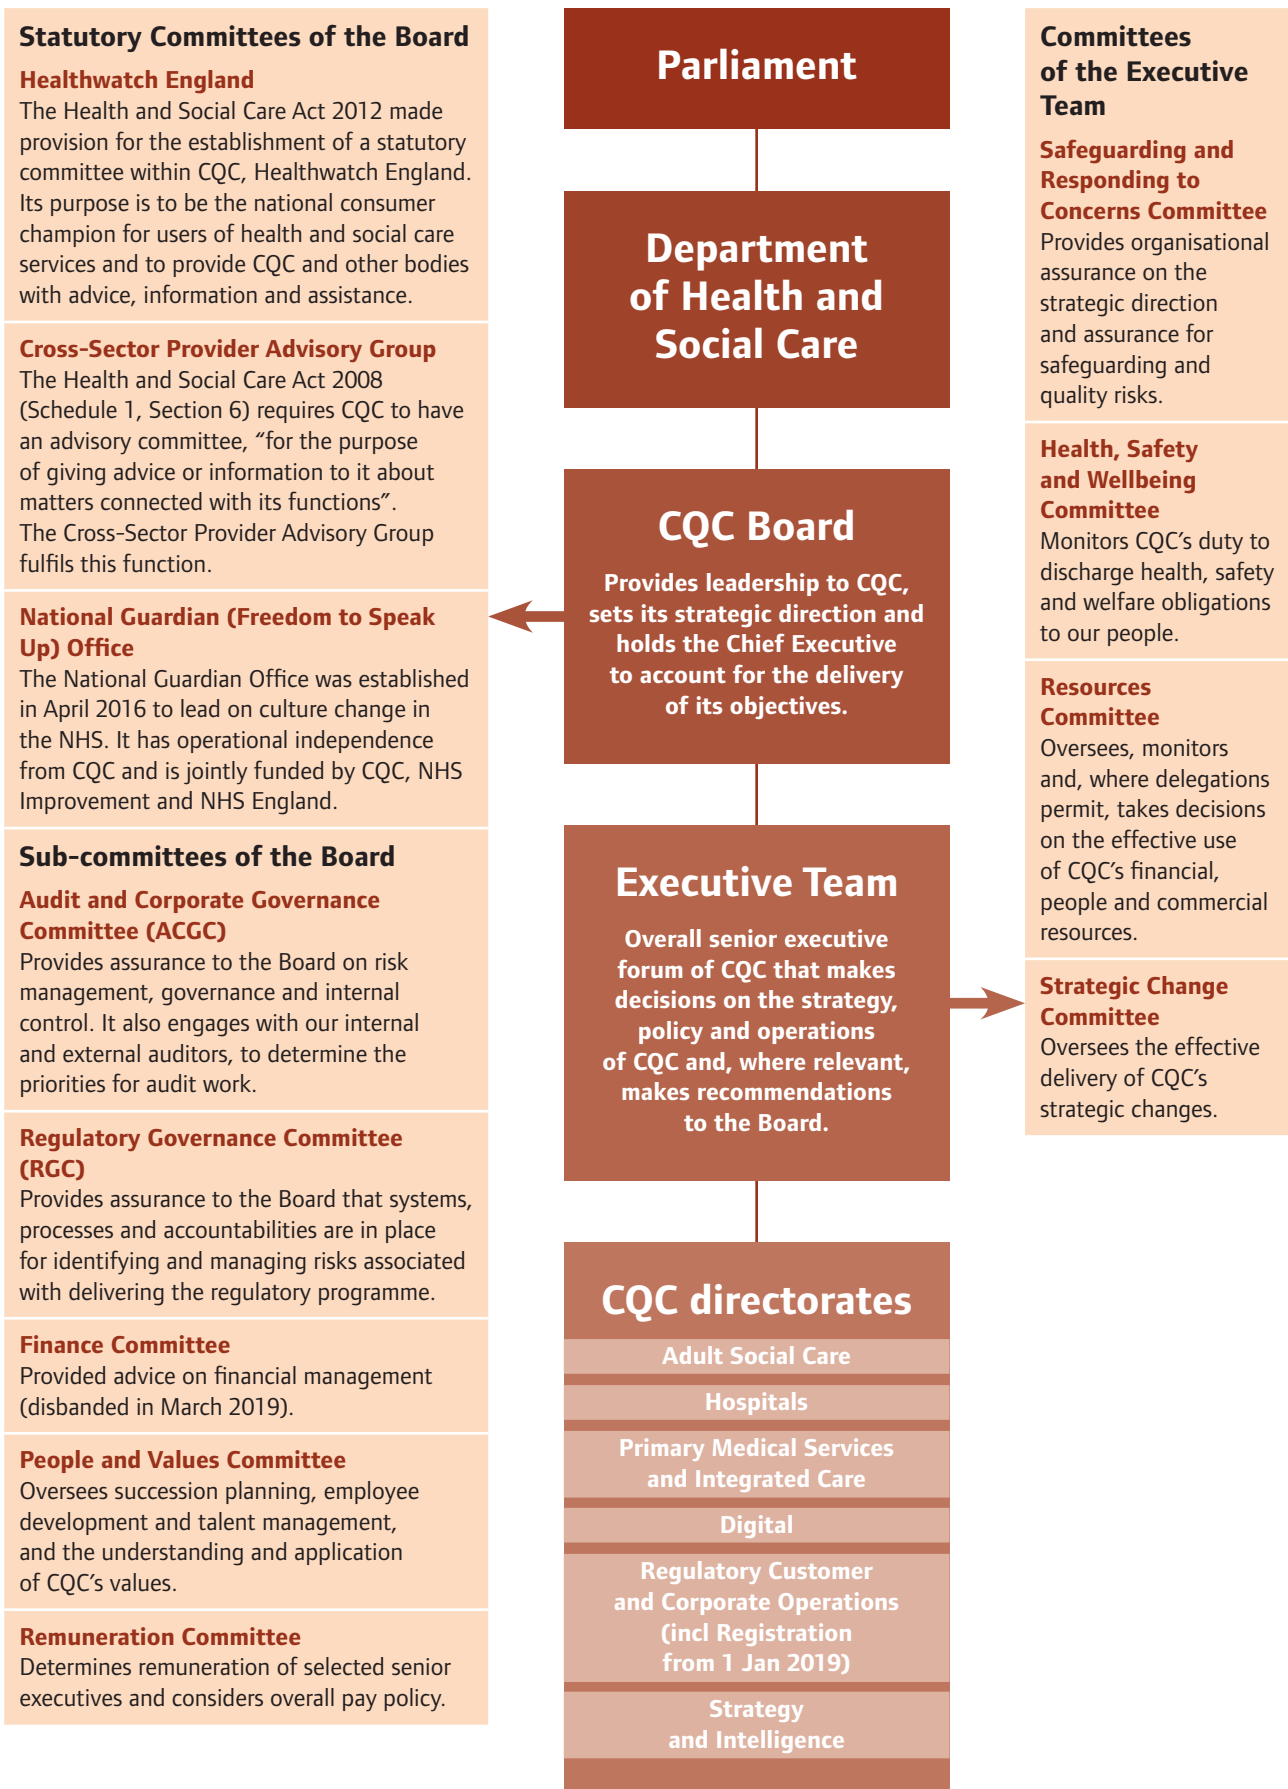 Statutory Committees of the Board
Healthwatch England
The Health and Social Care Act 2012 made
provision for the establishment of a statutory
committee within CQC, Healthwatch England.
Its purpose is to be the national consumer
champion for users of health and social care
services and to provide CQC and other bodies
with advice, information and assistance.
Cross-Sector Provider Advisory Group
The Health and Social Care Act 2008
(Schedule 1, Section 6) requires CQC to have
an advisory committee, “for the purpose
of giving advice or information to it about
matters connected with its functions”.
The Cross-Sector Provider Advisory Group
fulfils this function.
National Guardian (Freedom to Speak
Up) Office
The National Guardian Office was established
in April 2016 to lead on culture change in
the NHS. It has operational independence
from CQC and is jointly funded by CQC, NHS
Improvement and NHS England.
Sub-committees of the Board
Audit and Corporate Governance
Committee (ACGC)
Provides assurance to the Board on risk
management, governance and internal
control. It also engages with our internal
and external auditors, to determine the
priorities for audit work.
Regulatory Governance Committee
(RGC)
Provides assurance to the Board that systems,
processes and accountabilities are in place
for identifying and managing risks associated
with delivering the regulatory programme.
Finance Committee
Provided advice on financial management
(disbanded in March 2019).
People and Values Committee
Oversees succession planning, employee
development and talent management,
and the understanding and application
of CQC’s values.
Remuneration Committee
Determines remuneration of selected senior
executives and considers overall pay policy.
Parliament
Department
of Health and
Social Care
CQC Board
Provides leadership to CQC,
sets its strategic direction and
holds the Chief Executive
to account for the delivery
of its objectives.
Executive Team
Overall senior executive
forum of CQC that makes
decisions on the strategy,
policy and operations
of CQC and, where relevant,
makes recommendations
to the Board.
CQC directorates
Adult Social Care
Hospitals
Primary Medical Services
and Integrated Care
Digital
Regulatory Customer
and Corporate Operations
(incl Registration
from 1 Jan 2019)
Strategy
and Intelligence
Committees
of the Executive
Team
Safeguarding and
Responding to
Concerns Committee
Provides organisational
assurance on the
strategic direction
and assurance for
safeguarding and
quality risks.
Health, Safety
and Wellbeing
Committee
Monitors CQC’s duty to
discharge health, safety
and welfare obligations
to our people.
Resources
Committee
Oversees, monitors
and, where delegations
permit, takes decisions
on the effective use
of CQC’s financial,
people and commercial
resources.
Strategic Change
Committee
Oversees the effective
delivery of CQC’s
strategic changes.